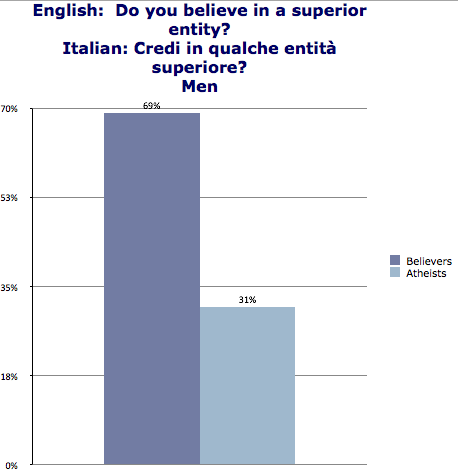 English: Do you believe in a superior
entity?
Italian: Credi in qualche entità
superiore?
Men
70%
69%
53%
35%
31%
18%
0%
Believers
Atheists